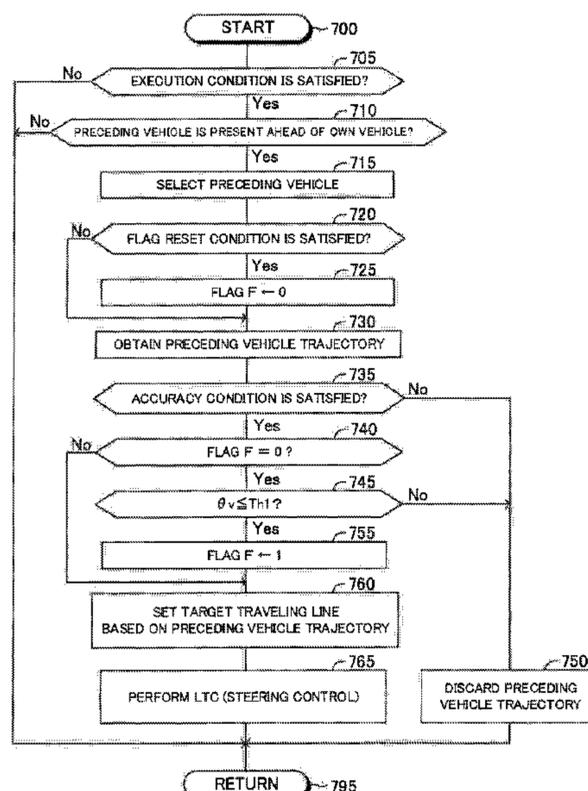 START
700
705
No
EXECUTION CONDITION IS SATISFIED?
Yes
710
No
PRECEDING VEHICLE IS PRESENT AHEAD OF OWN VEHICLE?
Yes
715
SELECT PRECEDING VEHICLE
720
No
FLAG RESET CONDITION IS SATISFIED?
Yes
725
FLAG F ← 0
730
OBTAIN PRECEDING VEHICLE TRAJECTORY
735
ACCURACY CONDITION IS SATISFIED?
No
Yes
740
No
FLAG F = 0?
Yes
745
θv≦Th1?
No
Yes
755
FLAG F ← 1
760
SET TARGET TRAVELING LINE
BASED ON PRECEDING VEHICLE TRAJECTORY
765
PERFORM LTC (STEERING CONTROL)
750
DISCARD PRECEDING
VEHICLE TRAJECTORY
RETURN
795